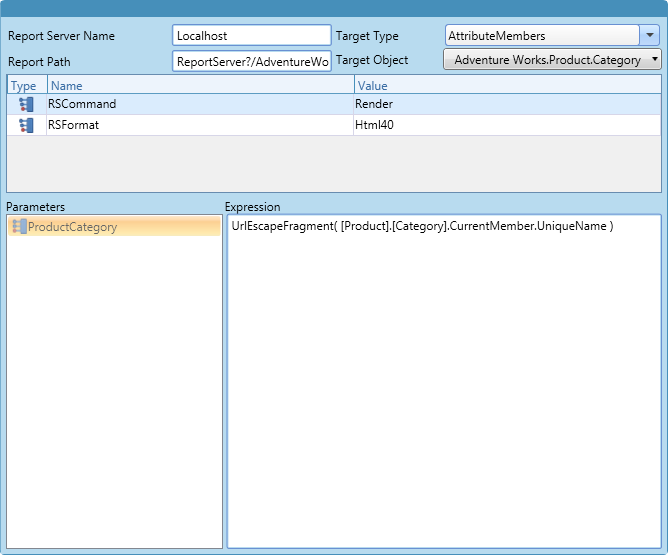 Report Server Name Localhost Target Type AttributeMembers
Report Path ReportServer?/AdventureWo Target Object Adventure Works.Product.Category
Type Name Value
RSCommand Render
RSFormat Html40
Parameters Expression
ProductCategory UrlEscapeFragment( [Product].[Category].CurrentMember.UniqueName )